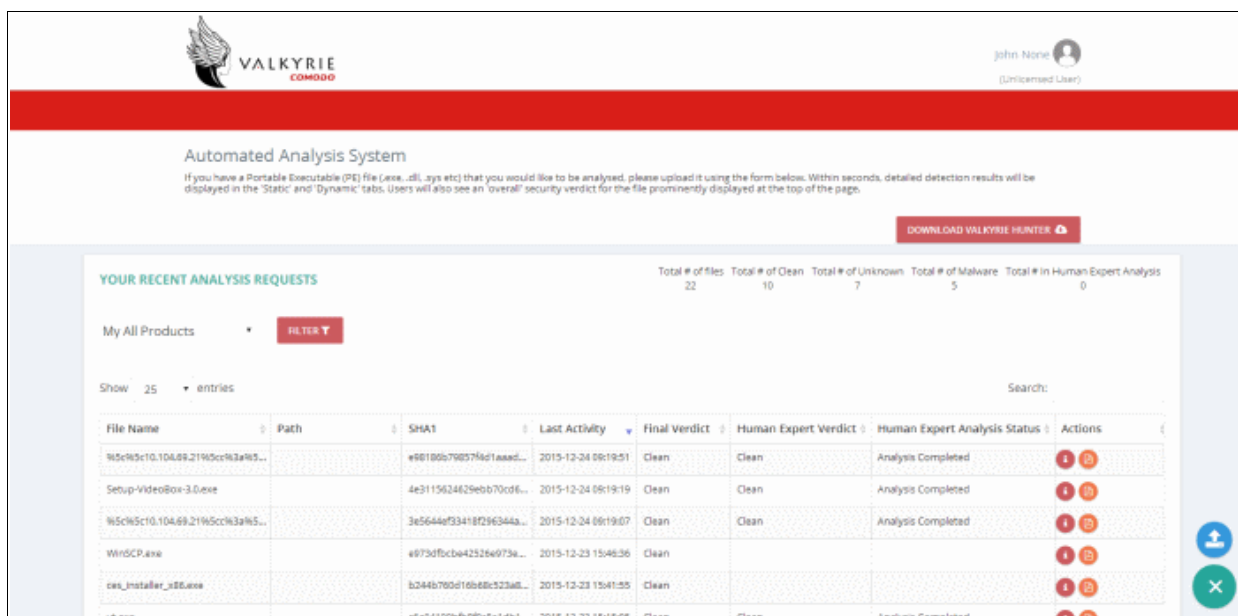 VALKYRIE
COMODO
John None
(Unlicensed User)
Automated Analysis System
If you have a Portable Executable (PE) file (.exe, .dll, .sys etc) that you would like to be analysed, please upload it using the form below. Within seconds, detailed detection results will be
displayed in the 'Static' and 'Dynamic' tabs. Users will also see an 'overall' security verdict for the file prominently displayed at the top of the page.
DOWNLOAD VALKYRIE HUNTER
YOUR RECENT ANALYSIS REQUESTS
Total # of files Total # of Clean Total # of Unknown Total # of Malware Total # In Human Expert Analysis
22 10 7 5 0
My All Products FILTER
Show 25 entries Search:
File Name Path SHA1 Last Activity Final Verdict Human Expert Verdict Human Expert Analysis Status Actions
%5c%5c10.104.69.21%5cc%3a%5... 2015-12-24 09:19:51 Clean Clean Analysis Completed
Setup-VideoBox-3.0.exe 4e3115624629ebb70cd6... 2015-12-24 09:19:19 Clean Clean Analysis Completed
%5c%5c10.104.69.21%5cc%3a%5... 3e5644ef33418f296344a... 2015-12-24 09:19:07 Clean Clean Analysis Completed
WinSCP.exe e973dfbcbe42526e973e... 2015-12-23 15:46:36 Clean
ces_installer_x86.exe b244b760d16b68c523a8... 2015-12-23 15:41:55 Clean